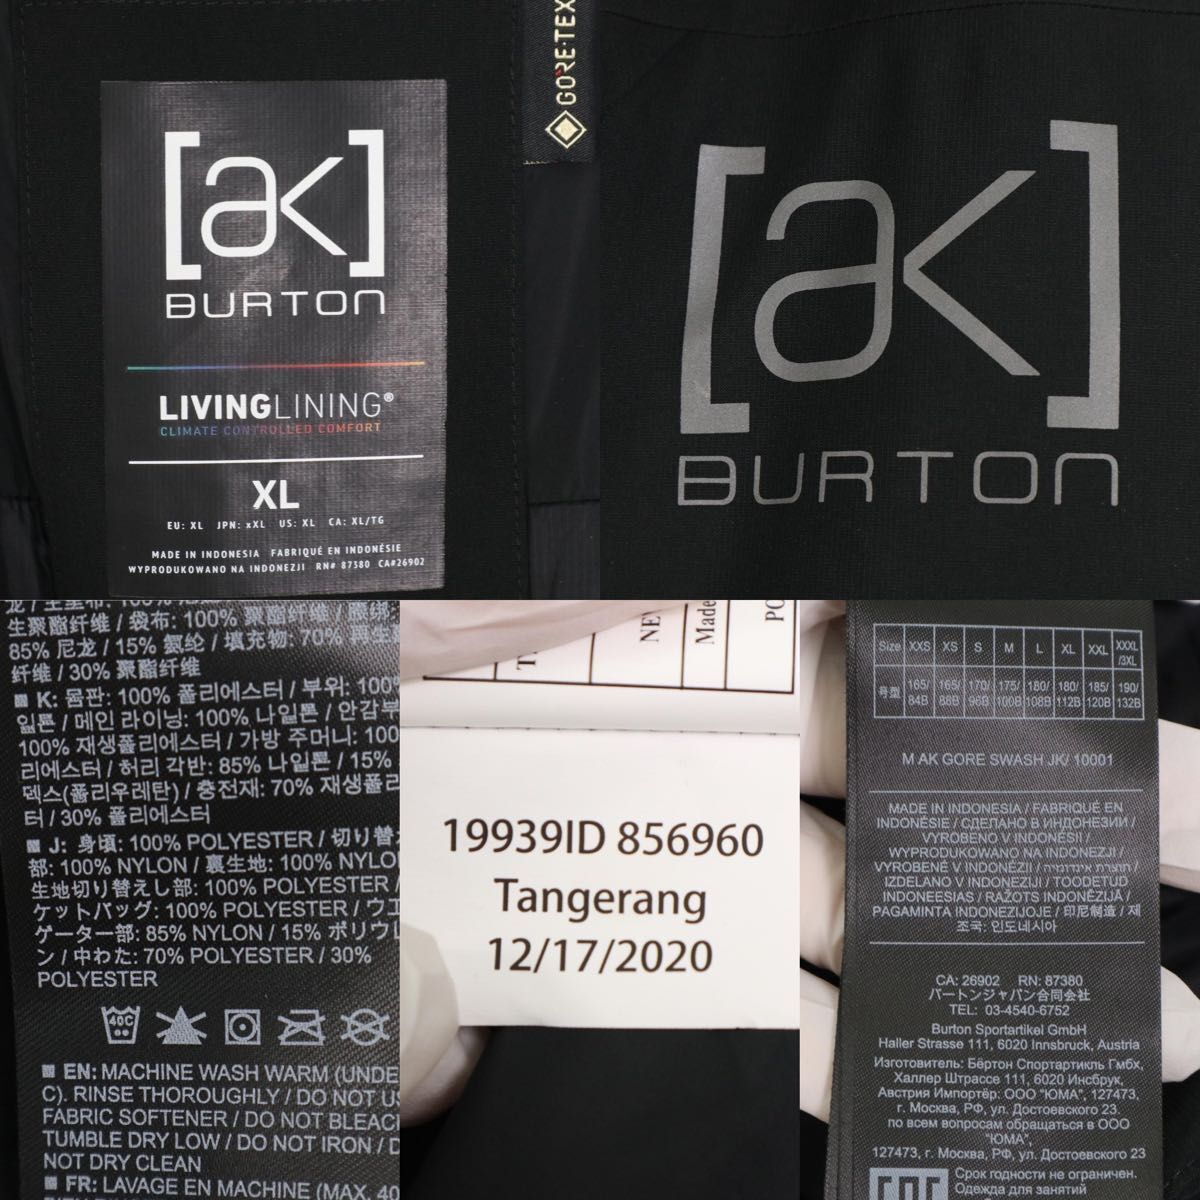 [ak]
BURTON
LIVINGLINING®
CLIMATE CONTROLLED COMFORT
XL
EU: XL JPN: xXL US: XL CA: XL/TG
MADE IN INDONESIA FABRIQUÉ EN INDONÉSIE
WYPRODUKOWANO NA INDONEZJI RN# 87380 CA#26902
GORE-TEX
[ak]
BURTON
生聚酯纤维 / 袋布: 100% 聚酯纤维 /
85% 尼龙 / 15% 氨纶 / 填充物: 70%
纤维 / 30% 聚酯纤维
■ K: 몸판: 100% 폴리에스터 / 부위: 100%
일론 / 메인 라이닝: 100% 나일론 / 안감부
100% 재생폴리에스터 / 가방 주머니: 100
리에스터 / 허리 각반: 85% 나일론 / 15%
덱스(폴리우레탄) / 충전재: 70% 재생폴리
터 / 30% 폴리에스터
■ J: 身頃: 100% POLYESTER / 切り替え
部: 100% NYLON / 裏生地: 100% NYLO
生地切り替えし部: 100% POLYESTER /
ケットバッグ: 100% POLYESTER / ウエ
ゲーター部: 85% NYLON / 15% ポリウレ
ン / 中わた: 70% POLYESTER / 30%
POLYESTER
40C
■ EN: MACHINE WASH WARM (UNDE
C). RINSE THOROUGHLY / DO NOT US
FABRIC SOFTENER / DO NOT BLEAC
TUMBLE DRY LOW / DO NOT IRON / D
NOT DRY CLEAN
■ FR: LAVAGE EN MACHINE (MAX. 40
NE
Made
PO
19939ID 856960
Tangerang
12/17/2020
Size XXS XS S M L XL XXL XXXL/3XL
号型 165/84B 165/88B 170/96B 175/100B 180/108B 180/112B 185/120B 190/132B
M AK GORE SWASH JK/ 10001
MADE IN INDONESIA / FABRIQUÉ EN
INDONÉSIE / СДЕЛАНО В ИНДОНЕЗИИ /
VYROBENO V INDONÉSII /
WYPRODUKOWANO NA INDONEZJI /
VYROBENÉ V INDONÉZII /
IZDELANO V INDONEZIJI / TOODETUD
INDONEESIAS / RAŽOTS INDONĒZIJĀ /
PAGAMINTA INDONEZIJOJE / 印尼制造 / 제
조국: 인도네시아
CA: 26902 RN: 87380
バートンジャパン合同会社
TEL: 03-4540-6752
Burton Sportartikel GmbH
Haller Strasse 111, 6020 Innsbruck, Austria
Изготовитель: Бёртон Спортартикль Гмбх,
Халлер Штрассе 111, 6020 Инсбрук,
Австрия Импортёр: ООО "ЮМА", 127473,
г. Москва, РФ, ул. Достоевского 23.
по всем вопросам обращаться в ООО
"ЮМА",
127473, г. Москва, РФ, ул. Достоевского 23
Срок годности не ограничен.
Одежда для занятий